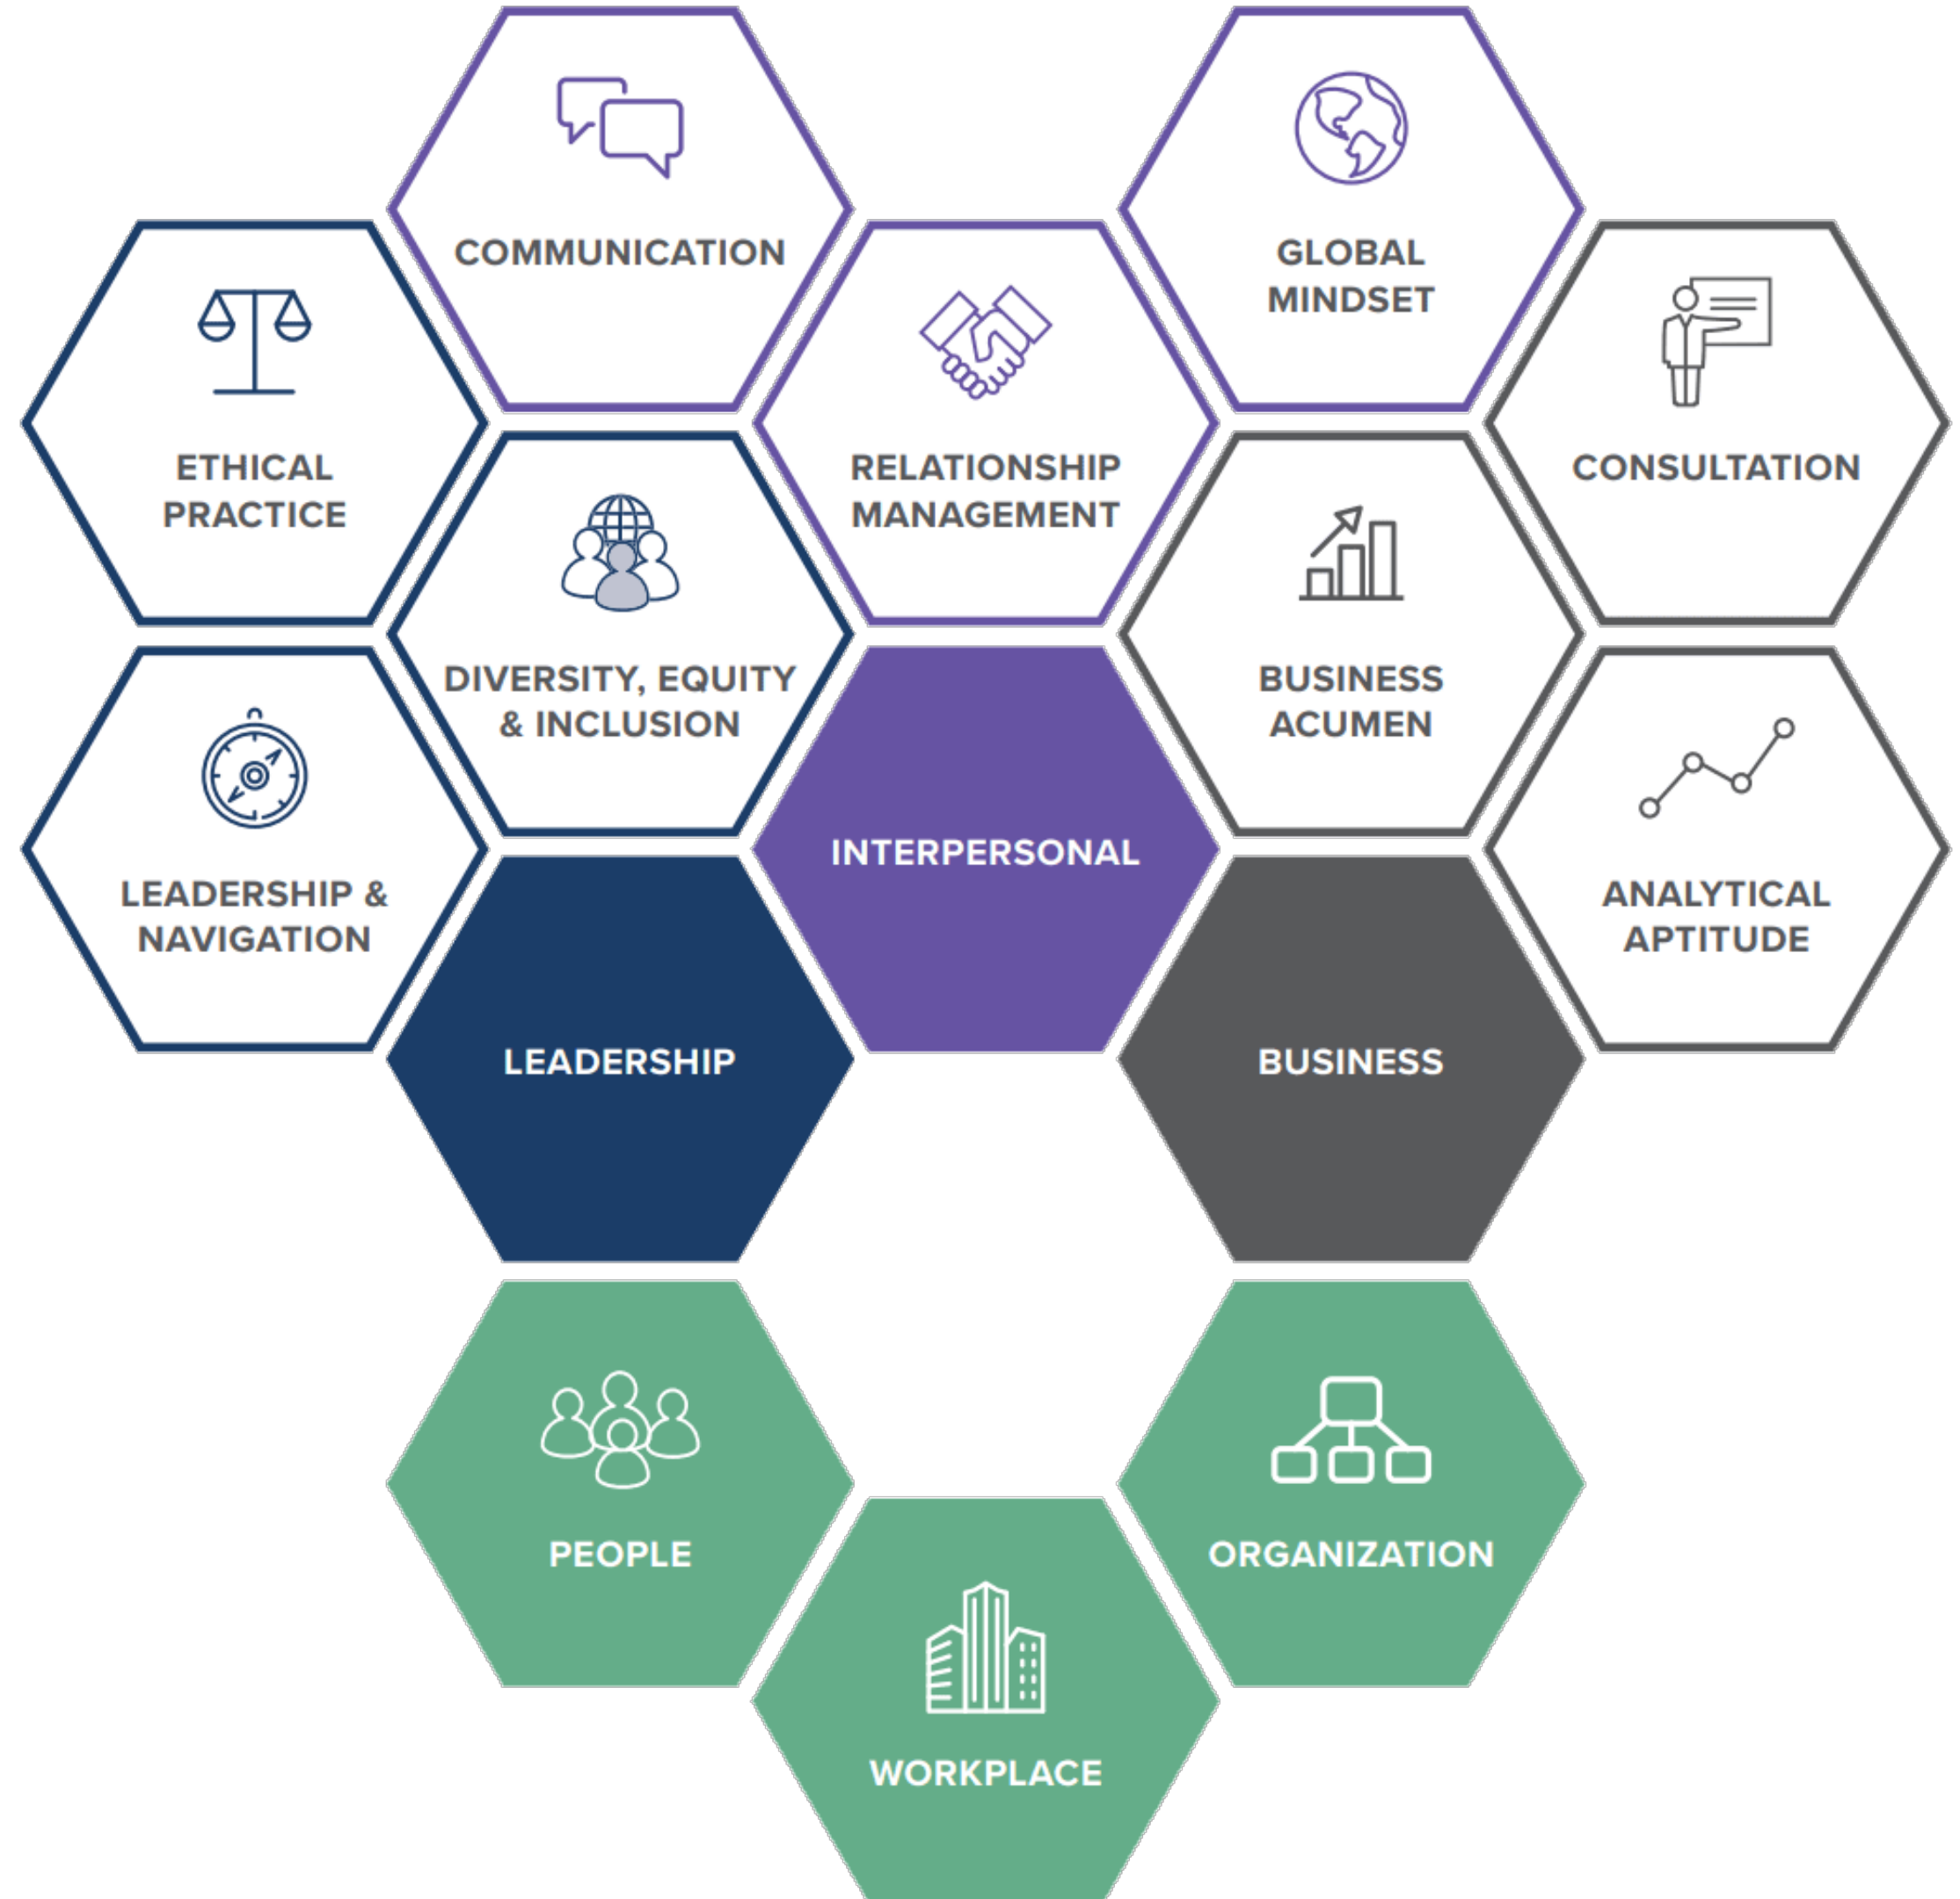 COMMUNICATION
GLOBAL
MINDSET
ETHICAL
PRACTICE
RELATIONSHIP
MANAGEMENT
CONSULTATION
DIVERSITY, EQUITY
& INCLUSION
BUSINESS
ACUMEN
LEADERSHIP &
NAVIGATION
INTERPERSONAL
ANALYTICAL
APTITUDE
LEADERSHIP
BUSINESS
PEOPLE
ORGANIZATION
WORKPLACE